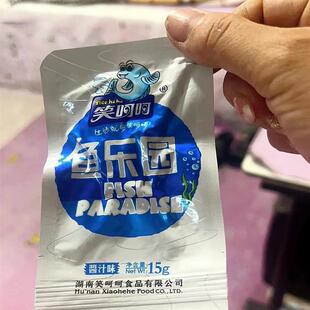 笑呵呵
鱼乐园
FISH
PARADISE
酱汁味
净含量:
Net Wt: 15g
湖南笑呵呵食品有限公司
Hu'nan Xiaohehe Food Co., LTD.